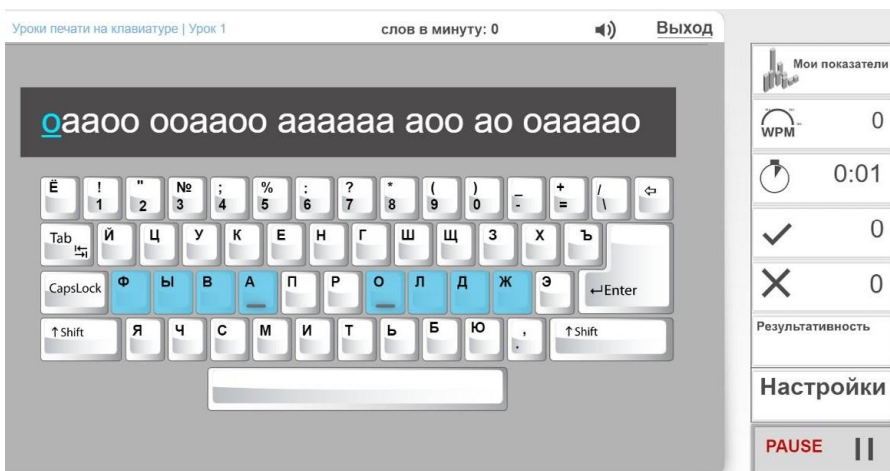 Уроки печати на клавиатуре | Урок 1 слов в минуту: 0 Выход
оааоо ооааоо аааааа аоо ао оааааo
Ё ! 1 " 2 № 3 ; 4 % 5 : 6 ? 7 * 8 ( 9 ) 0 _ - + = / \
Tab Й Ц У К Е Н Г Ш Щ З Х Ъ
CapsLock Ф Ы В А П Р О Л Д Ж Э Enter
Shift Я Ч С М И Т Ь Б Ю , . Shift
Мои показатели
WPM 0
0:01
0
0
Результативность
Настройки
PAUSE